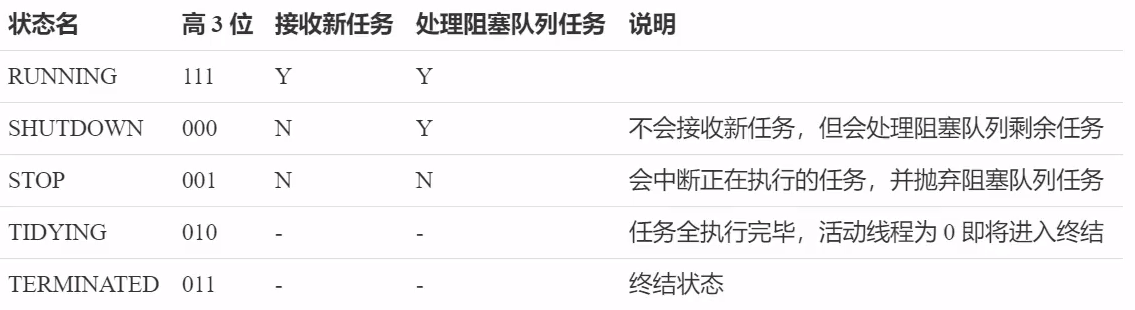 状态名 高 3 位 接收新任务 处理阻塞队列任务 说明
RUNNING 111 Y Y
SHUTDOWN 000 N Y 不会接收新任务，但会处理阻塞队列剩余任务
STOP 001 N N 会中断正在执行的任务，并抛弃阻塞队列任务
TIDYING 010 - - 任务全执行完毕，活动线程为 0 即将进入终结
TERMINATED 011 - - 终结状态